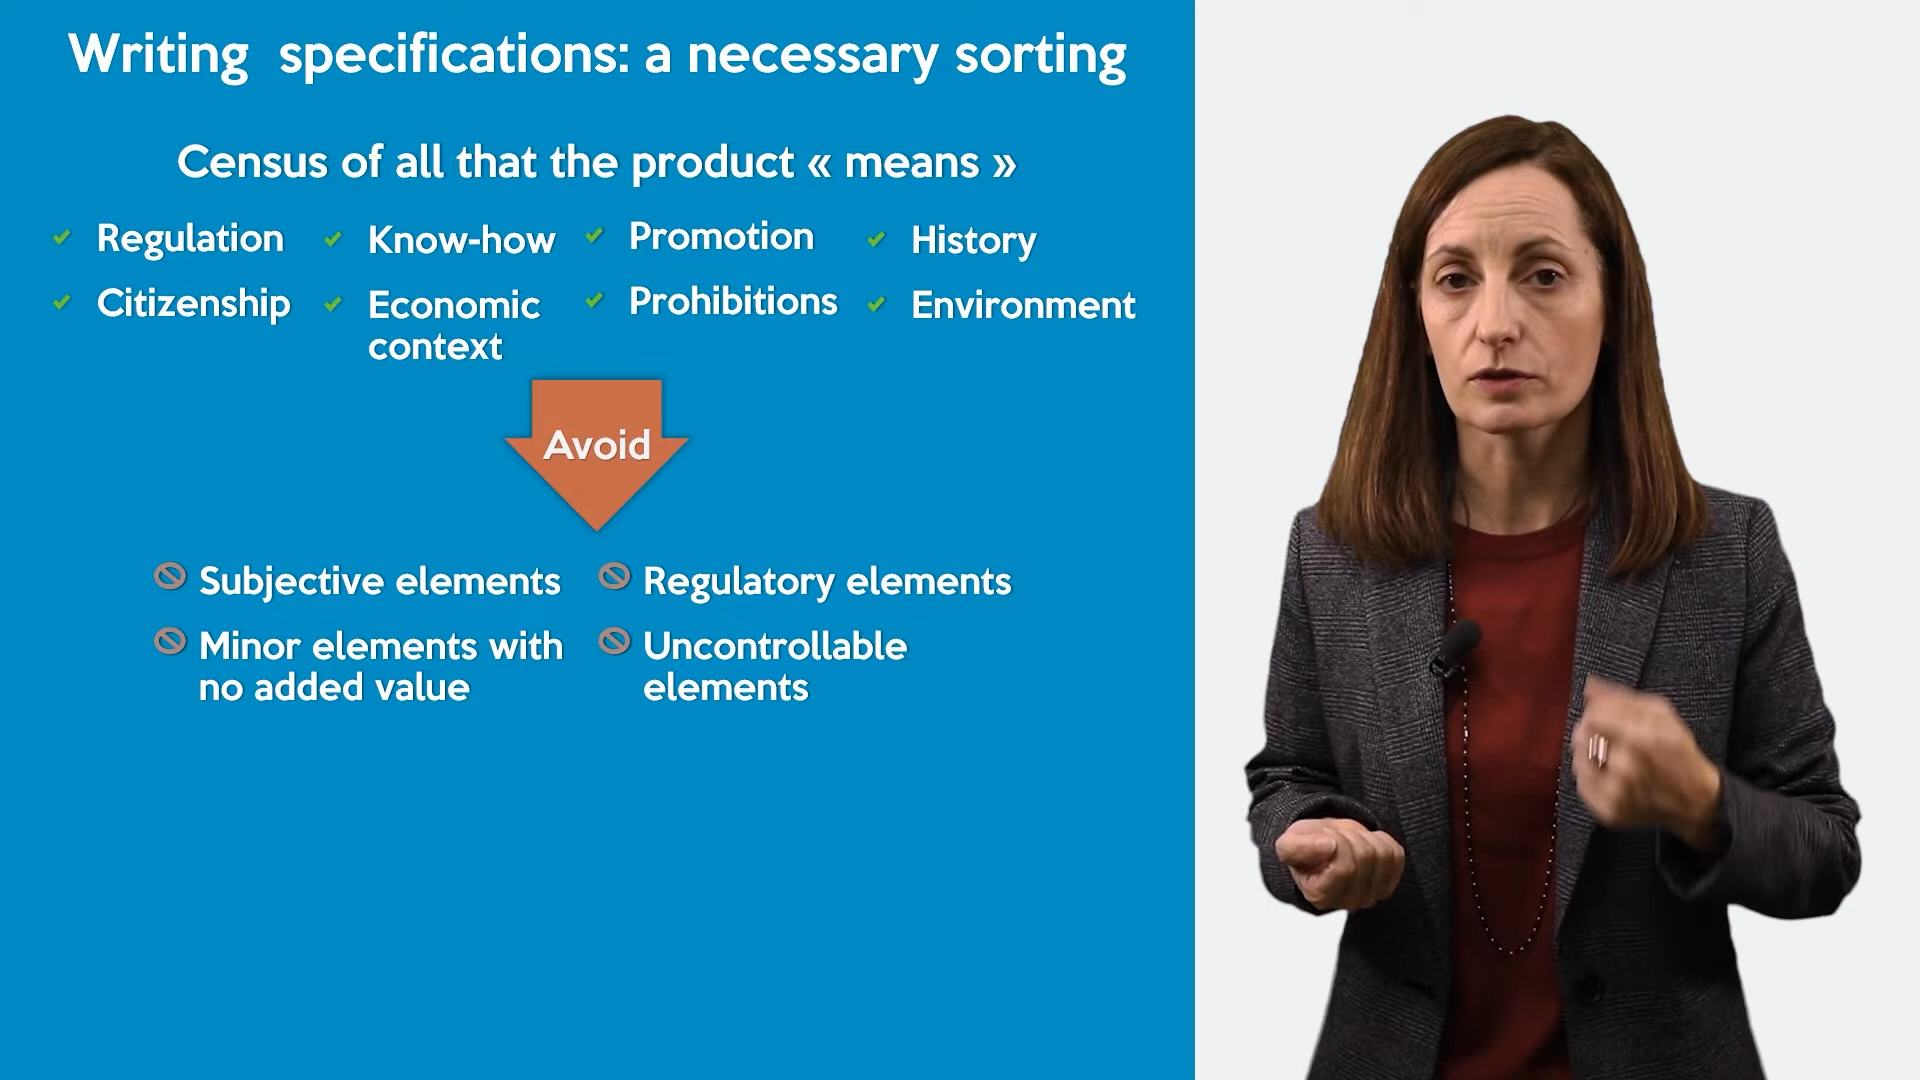 Writing specifications: a necessary sorting
Census of all that the product « means »
Regulation
Know-how
Promotion
History
Citizenship
Economic
context
Prohibitions
Environment
Avoid
Subjective elements
Regulatory elements
Minor elements with
no added value
Uncontrollable
elements